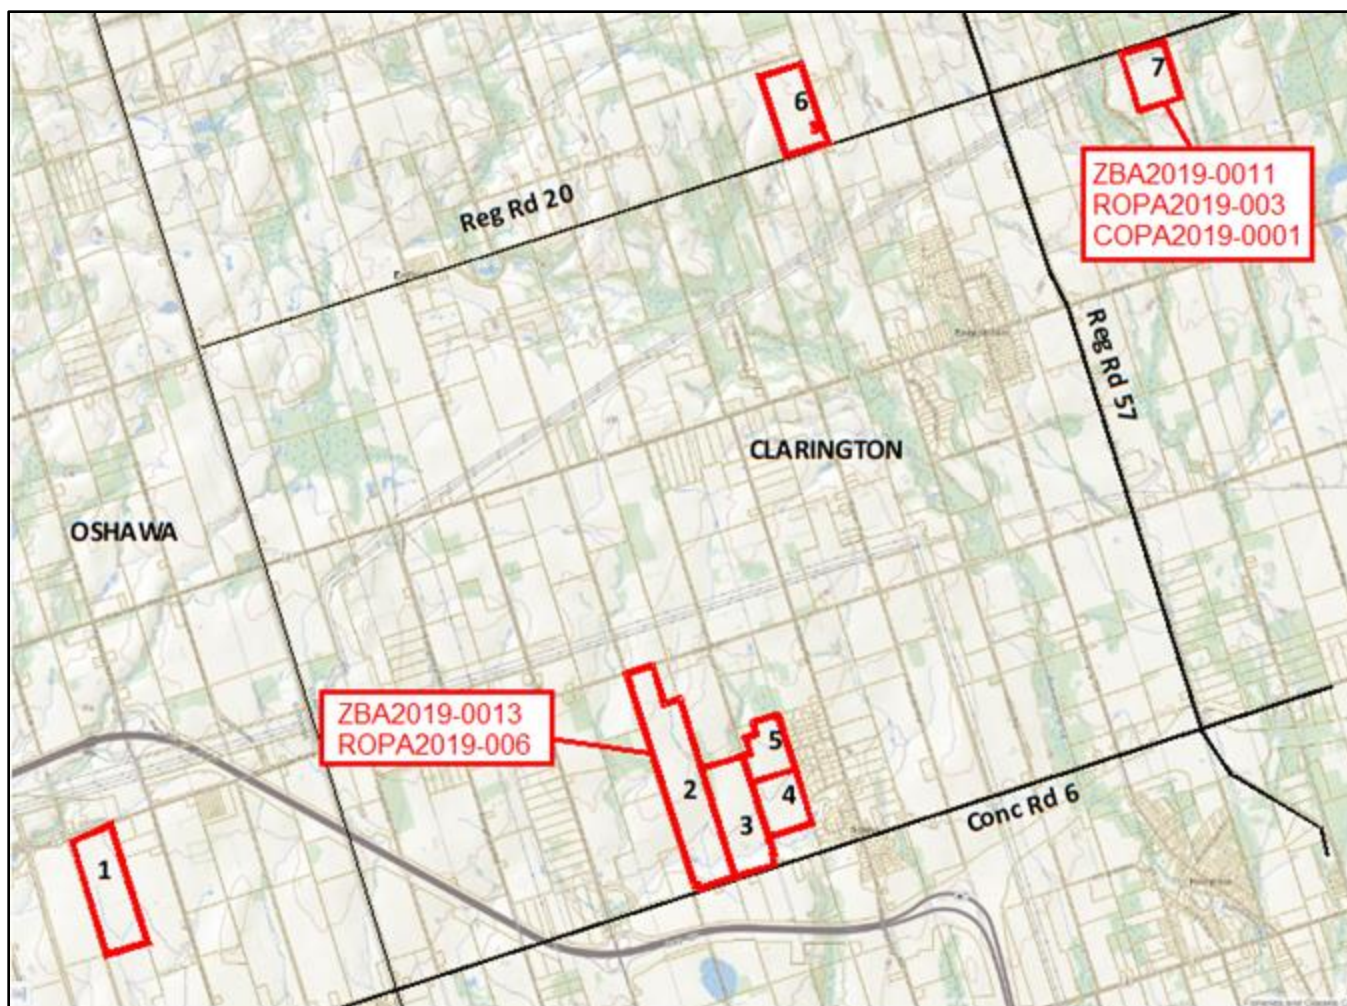 6
7
ZBA2019-0011
ROPA2019-003
COPA2019-0001
Reg Rd 20
Reg Rd 57
CLARINGTON
OSHAWA
ZBA2019-0013
ROPA2019-006
5
2
4
3
Conc Rd 6
1